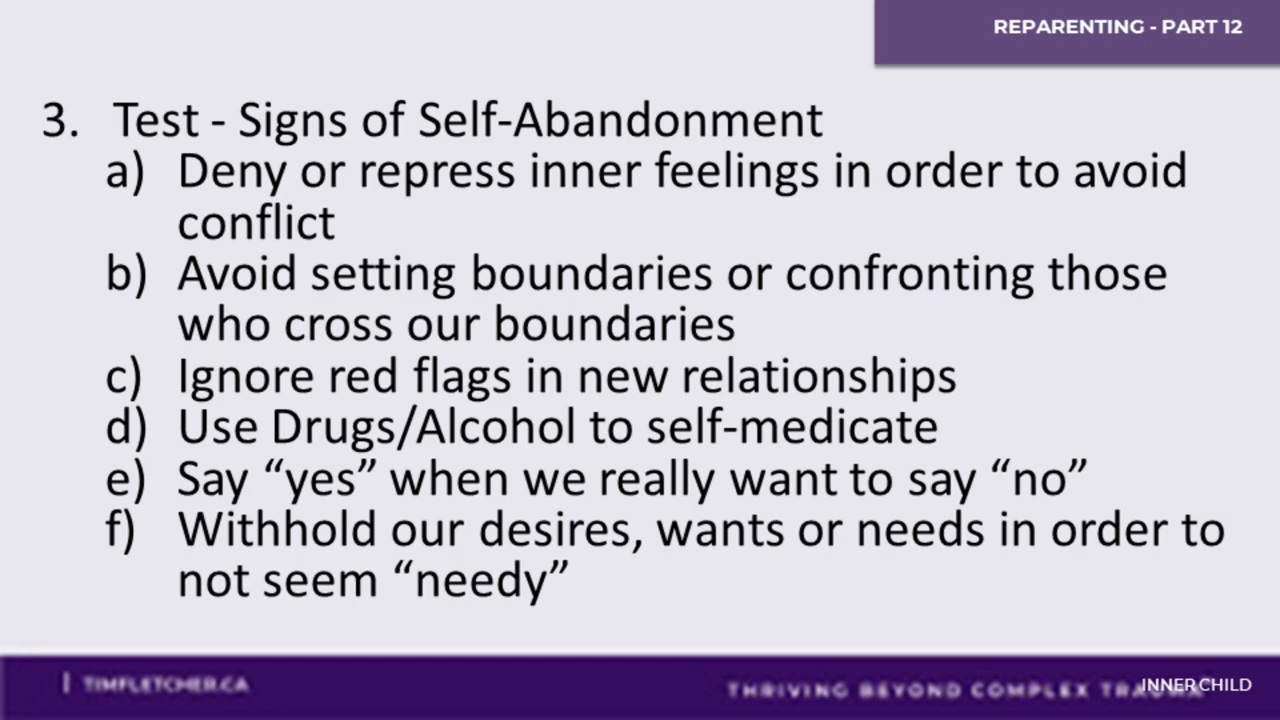 REPARENTING - PART 12
3. Test - Signs of Self-Abandonment
a) Deny or repress inner feelings in order to avoid
conflict
b) Avoid setting boundaries or confronting those
who cross our boundaries
c) Ignore red flags in new relationships
d) Use Drugs/Alcohol to self-medicate
e) Say “yes” when we really want to say “no”
f) Withhold our desires, wants or needs in order to
not seem “needy”
| TIMFLETCHER.CA
THRIVING BEYOND COMPLEX
INNER CHILD